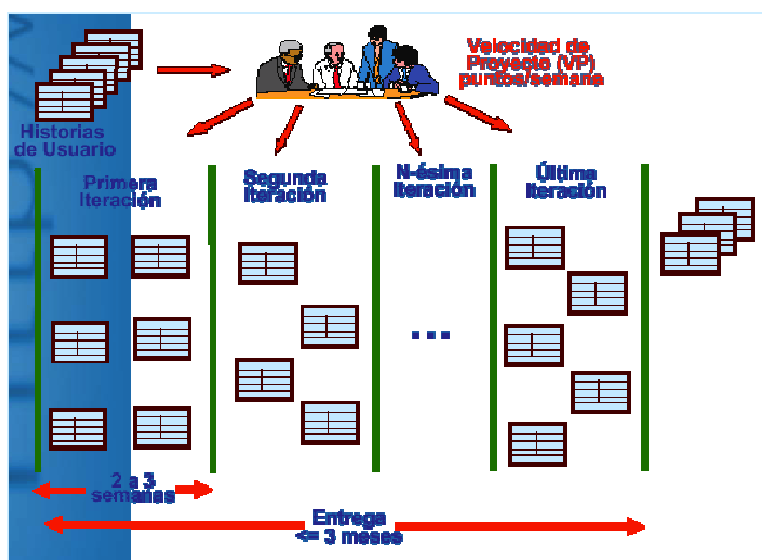 Velocidad de
Proyecto (VP)
puntos/semana
Historias
de Usuario
Primera
Iteración
Segunda
Iteración
N-ésima
Iteración
Última
Iteración
...
2 a 3
semanas
Entrega
<= 3 meses